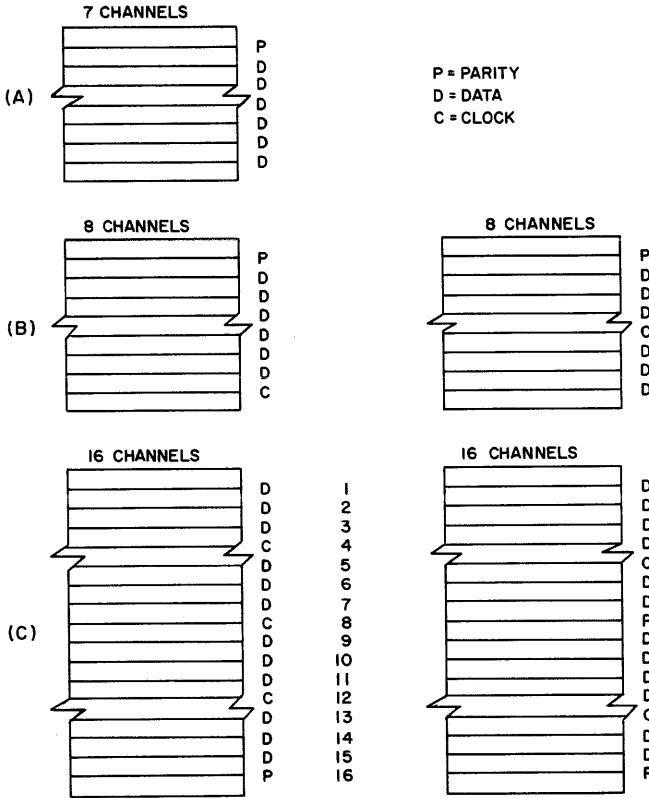 7 CHANNELS
P
D
D
(A)
D
D
D
D
P = PARITY
D = DATA
C = CLOCK
8 CHANNELS
P
D
D
D
(B)
D
D
D
C
8 CHANNELS
P
D
D
D
C
D
D
D
16 CHANNELS
16 CHANNELS
D 1 D
D 2 D
D 3 D
C 4 D
D 5 C
D 6 D
D 7 D
(C)
C 8 P
D 9 D
D 10 D
D 11 D
C 12 D
D 13 C
D 14 D
D 15 D
P 16 P